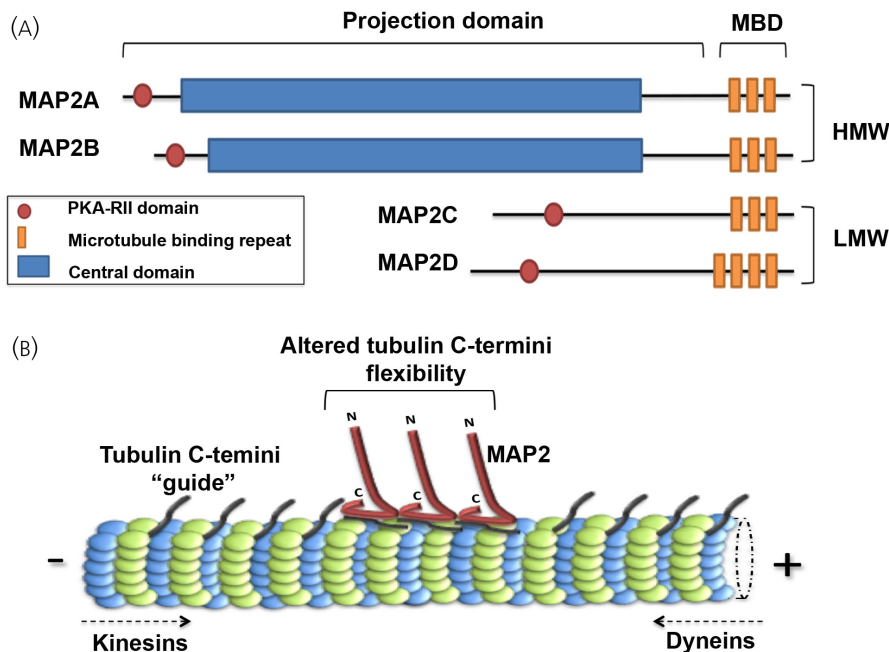 (A)
Projection domain
MBD
MAP2A
MAP2B
HMW
PKA-RII domain
Microtubule binding repeat
Central domain
MAP2C
MAP2D
LMW
(B)
Altered tubulin C-termini
flexibility
Tubulin C-temini
“guide”
N
N
N
MAP2
C
C
C
–
+
Kinesins
Dyneins